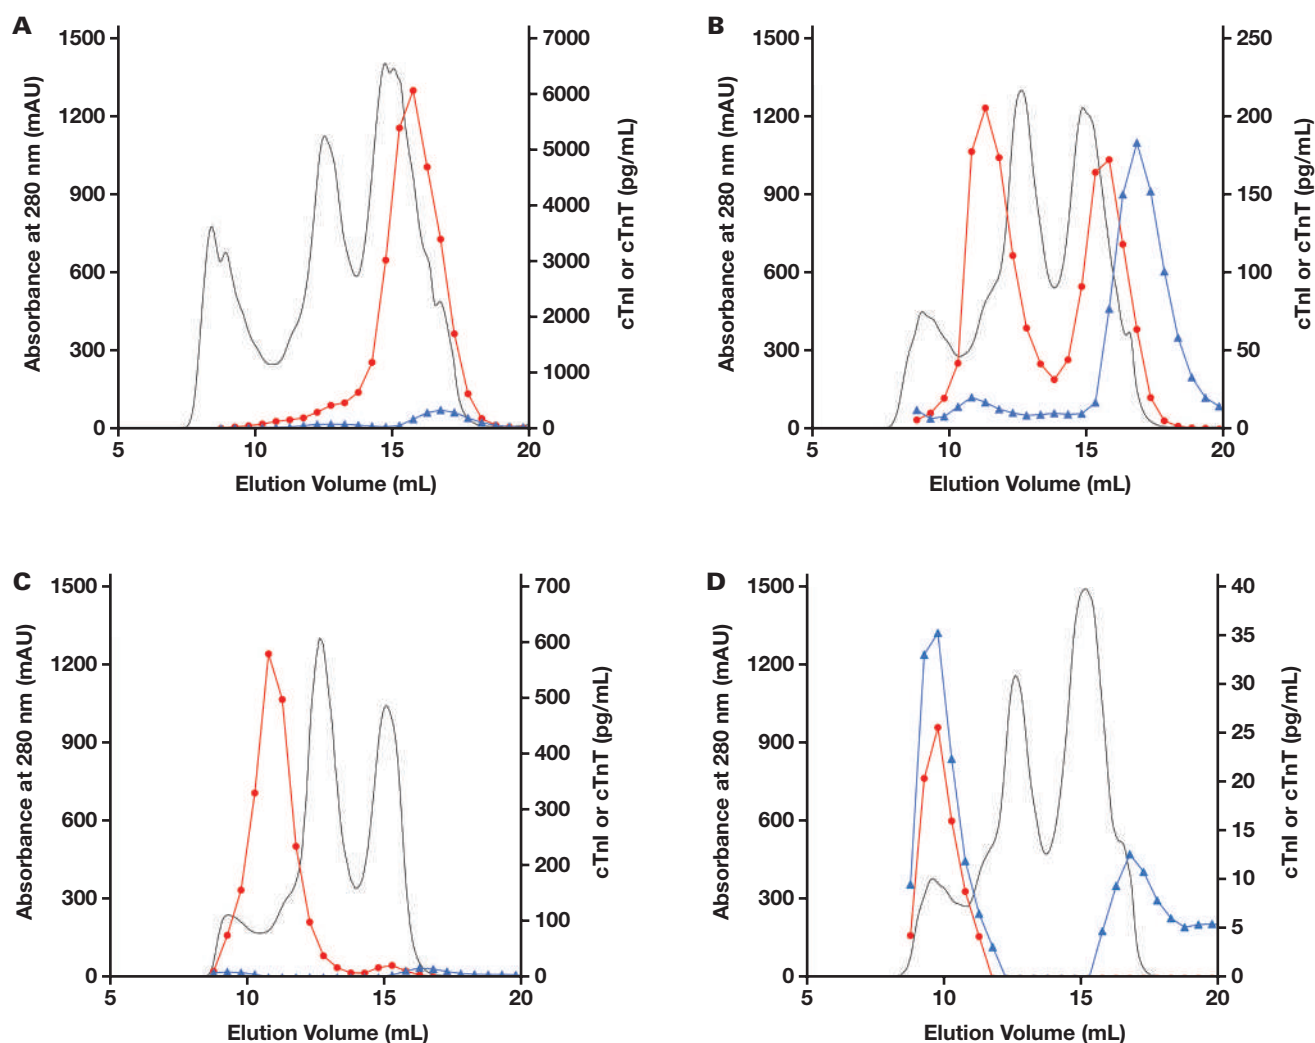 A
1500
1200
900
600
300
0
Absorbance at 280 nm (mAU)
7000
6000
5000
4000
3000
2000
1000
0
cTnI or cTnT (pg/mL)
5 10 15 20
Elution Volume (mL)
B
1500
1200
900
600
300
0
Absorbance at 280 nm (mAU)
250
200
150
100
50
0
cTnI or cTnT (pg/mL)
5 10 15 20
Elution Volume (mL)
C
1500
1200
900
600
300
0
Absorbance at 280 nm (mAU)
700
600
500
400
300
200
100
0
cTnI or cTnT (pg/mL)
5 10 15 20
Elution Volume (mL)
D
1500
1200
900
600
300
0
Absorbance at 280 nm (mAU)
40
35
30
25
20
15
10
5
0
cTnI or cTnT (pg/mL)
5 10 15 20
Elution Volume (mL)